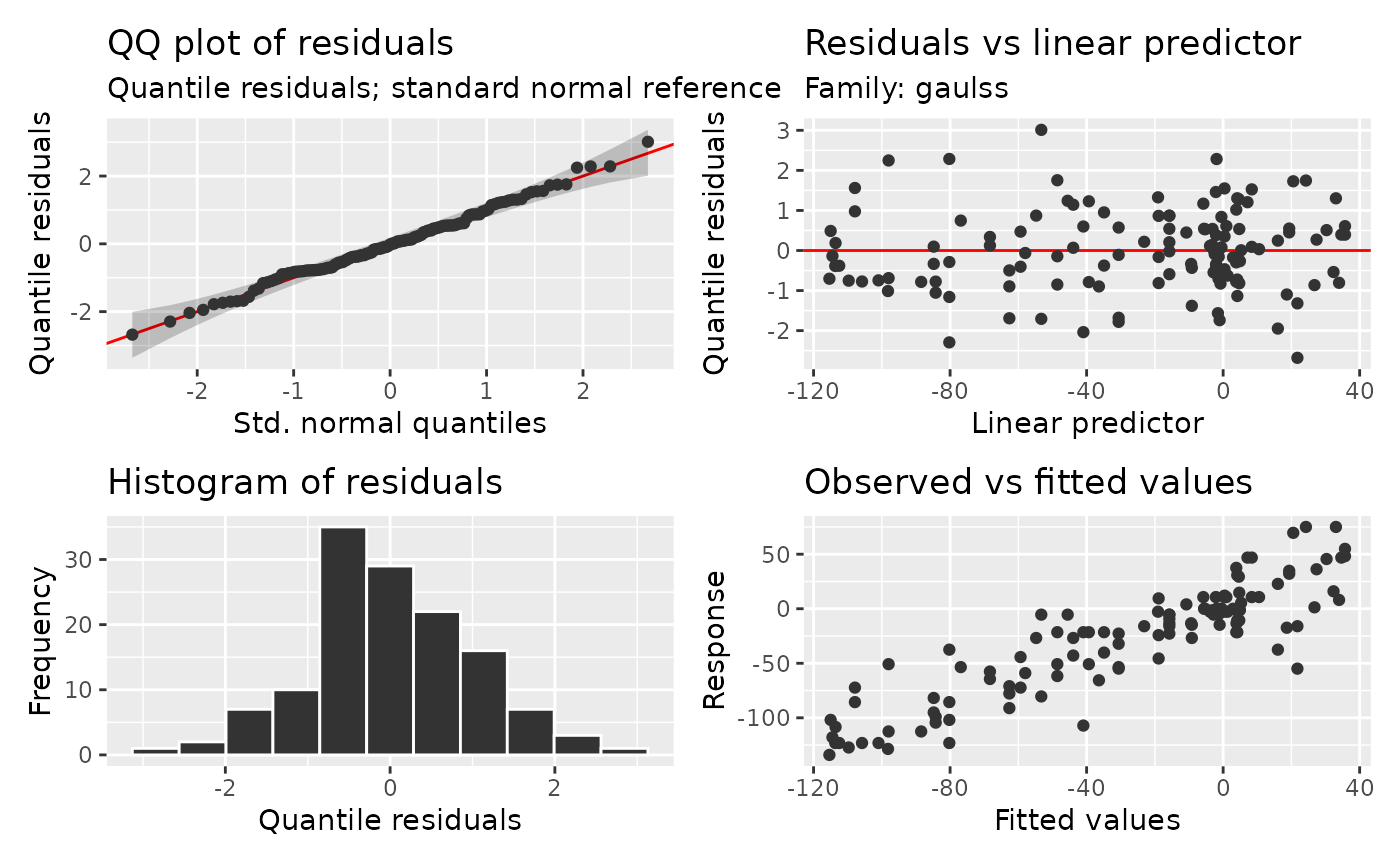 QQ plot of residuals
Quantile residuals; standard normal reference
Quantile residuals
2
0
-2
-2
-1
0
1
2
Std. normal quantiles
Residuals vs linear predictor
Family: gaulss
Quantile residuals
3
2
1
0
-1
-2
-120
-80
-40
0
40
Linear predictor
Histogram of residuals
Frequency
30
20
10
0
-2
0
2
Quantile residuals
Observed vs fitted values
Response
50
0
-50
-100
-120
-80
-40
0
40
Fitted values